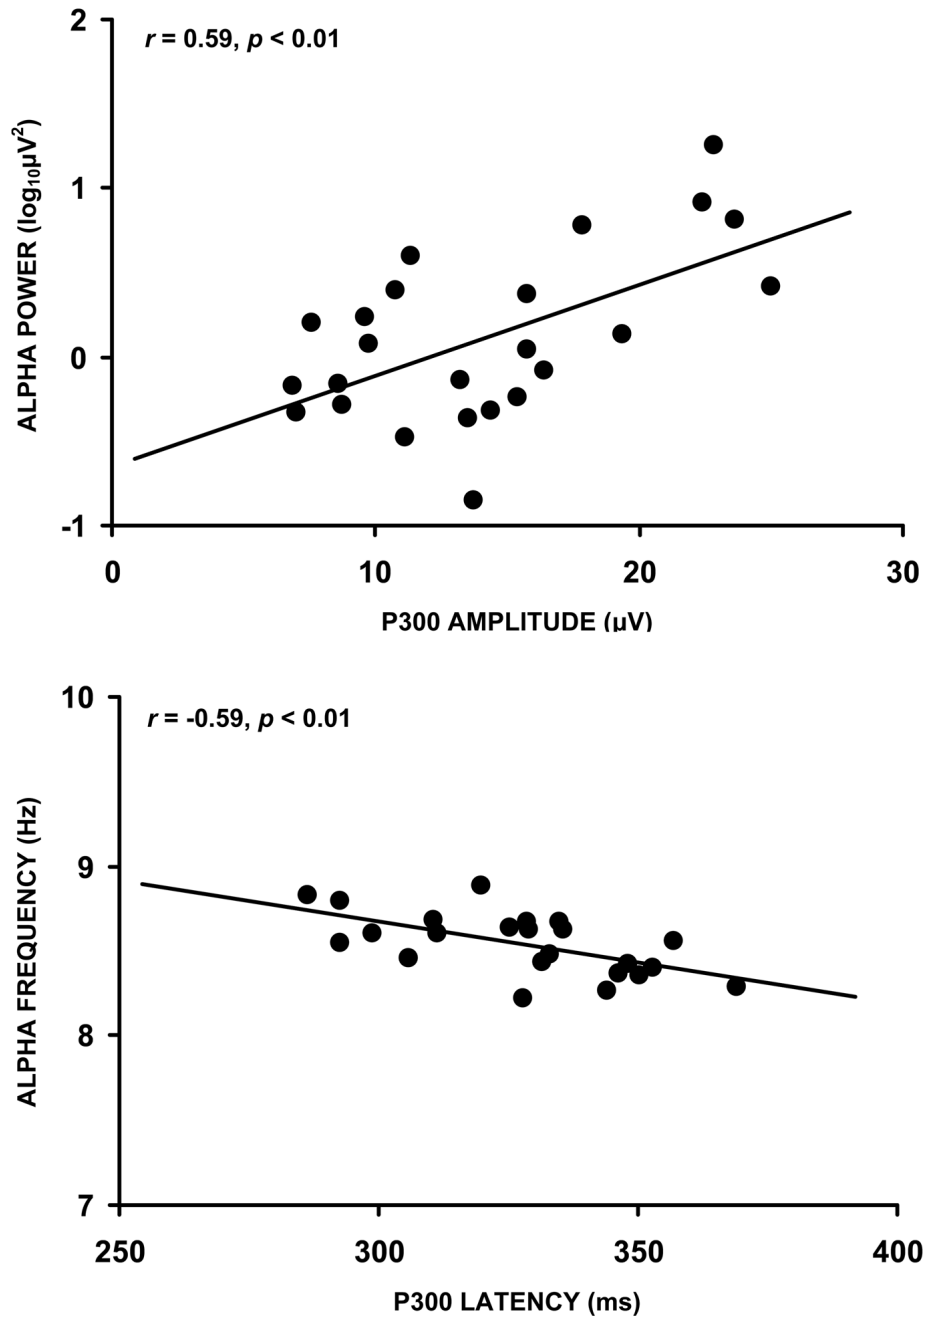 2
r = 0.59, p < 0.01
1
0
-1
ALPHA POWER (log₁₀µV²)
0 10 20 30
P300 AMPLITUDE (µV)
10
r = -0.59, p < 0.01
9
8
7
ALPHA FREQUENCY (Hz)
250 300 350 400
P300 LATENCY (ms)